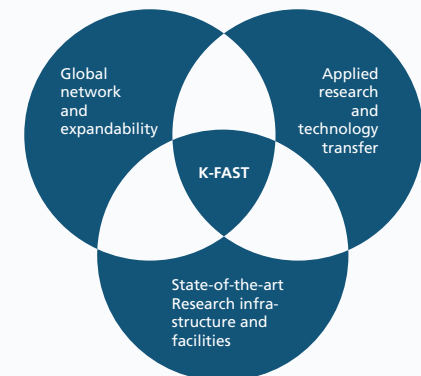 Global
network
and
expandability
Applied
research
and
technology
transfer
K-FAST
State-of-the-art
Research infra-
structure and
facilities